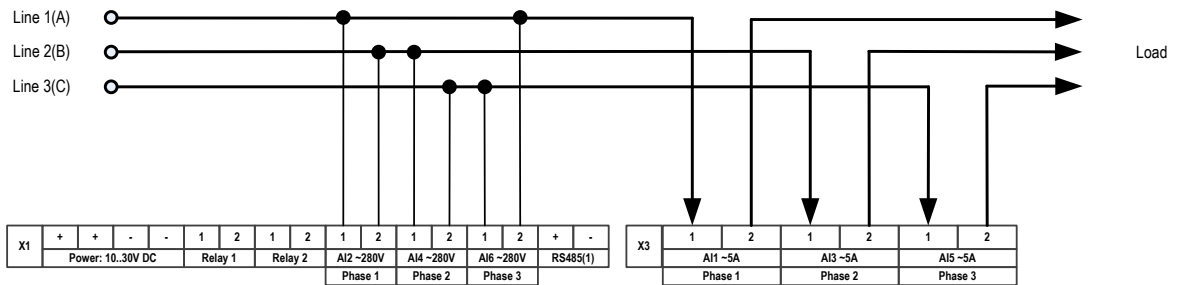 Line 1(A)
Line 2(B) Load
Line 3(C)
X1 + + - - 1 2 1 2 1 2 1 2 1 2 + - X3 1 2 1 2 1 2
Power: 10..30V DC Relay 1 Relay 2 AI2 ~280V AI4 ~280V AI6 ~280V RS485(1) AI1 ~5A AI3 ~5A AI5 ~5A
Phase 1 Phase 2 Phase 3 Phase 1 Phase 2 Phase 3